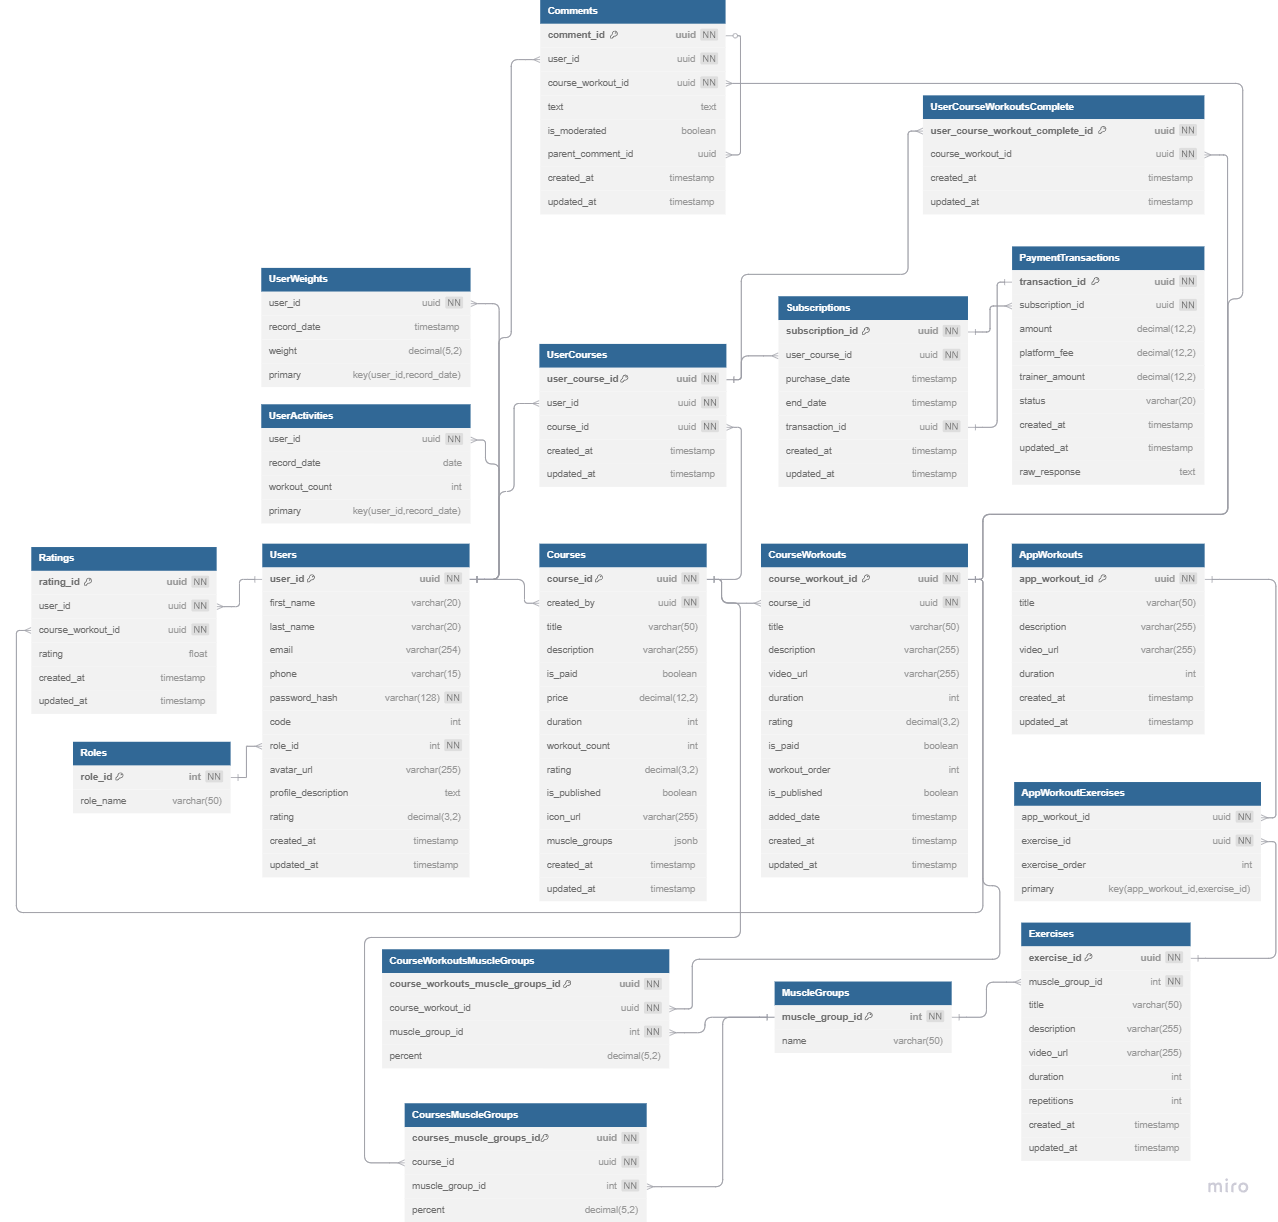 Comments
comment_id uuid NN
user_id uuid NN
course_workout_id uuid NN
text text
is_moderated boolean
parent_comment_id uuid
created_at timestamp
updated_at timestamp
UserCourseWorkoutsComplete
user_course_workout_complete_id uuid NN
course_workout_id uuid NN
created_at timestamp
updated_at timestamp
UserWeights
user_id uuid NN
record_date timestamp
weight decimal(5,2)
primary key(user_id,record_date)
PaymentTransactions
transaction_id uuid NN
subscription_id uuid NN
amount decimal(12,2)
platform_fee decimal(12,2)
trainer_amount decimal(12,2)
status varchar(20)
created_at timestamp
updated_at timestamp
raw_response text
Subscriptions
subscription_id uuid NN
user_course_id uuid NN
purchase_date timestamp
end_date timestamp
transaction_id uuid NN
created_at timestamp
updated_at timestamp
UserCourses
user_course_id uuid NN
user_id uuid NN
course_id uuid NN
created_at timestamp
updated_at timestamp
UserActivities
user_id uuid NN
record_date date
workout_count int
primary key(user_id,record_date)
Ratings
rating_id uuid NN
user_id uuid NN
course_workout_id uuid NN
rating float
created_at timestamp
updated_at timestamp
Users
user_id uuid NN
first_name varchar(20)
last_name varchar(20)
email varchar(254)
phone varchar(15)
password_hash varchar(128) NN
code int
role_id int NN
avatar_url varchar(255)
profile_description text
rating decimal(3,2)
created_at timestamp
updated_at timestamp
Courses
course_id uuid NN
created_by uuid NN
title varchar(50)
description varchar(255)
is_paid boolean
price decimal(12,2)
duration int
workout_count int
rating decimal(3,2)
is_published boolean
icon_url varchar(255)
muscle_groups jsonb
created_at timestamp
updated_at timestamp
CourseWorkouts
course_workout_id uuid NN
course_id uuid NN
title varchar(50)
description varchar(255)
video_url varchar(255)
duration int
rating decimal(3,2)
is_paid boolean
workout_order int
is_published boolean
added_date timestamp
created_at timestamp
updated_at timestamp
AppWorkouts
app_workout_id uuid NN
title varchar(50)
description varchar(255)
video_url varchar(255)
duration int
created_at timestamp
updated_at timestamp
Roles
role_id int NN
role_name varchar(50)
AppWorkoutExercises
app_workout_id uuid NN
exercise_id uuid NN
exercise_order int
primary key(app_workout_id,exercise_id)
Exercises
exercise_id uuid NN
muscle_group_id int NN
title varchar(50)
description varchar(255)
video_url varchar(255)
duration int
repetitions int
created_at timestamp
updated_at timestamp
CourseWorkoutsMuscleGroups
course_workouts_muscle_groups_id uuid NN
course_workout_id uuid NN
muscle_group_id int NN
percent decimal(5,2)
MuscleGroups
muscle_group_id int NN
name varchar(50)
CoursesMuscleGroups
courses_muscle_groups_id uuid NN
course_id uuid NN
muscle_group_id int NN
percent decimal(5,2)
miro